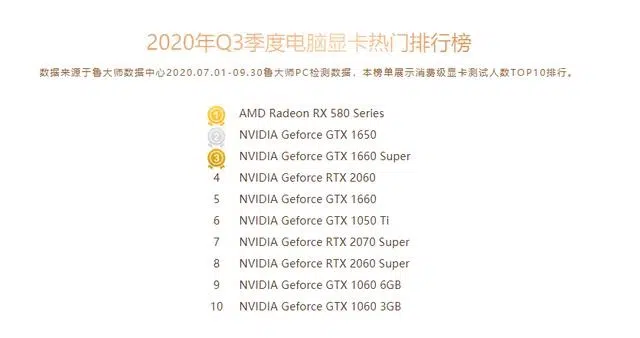 2020年Q3季度电脑显卡热门排行榜
数据来源于鲁大师数据中心2020.07.01-09.30鲁大师PC检测数据，本榜单展示消费级显卡测试人数TOP10排行。
1 AMD Radeon RX 580 Series
2 NVIDIA Geforce GTX 1650
3 NVIDIA Geforce GTX 1660 Super
4 NVIDIA Geforce RTX 2060
5 NVIDIA Geforce GTX 1660
6 NVIDIA Geforce GTX 1050 Ti
7 NVIDIA Geforce RTX 2070 Super
8 NVIDIA Geforce RTX 2060 Super
9 NVIDIA Geforce GTX 1060 6GB
10 NVIDIA Geforce GTX 1060 3GB